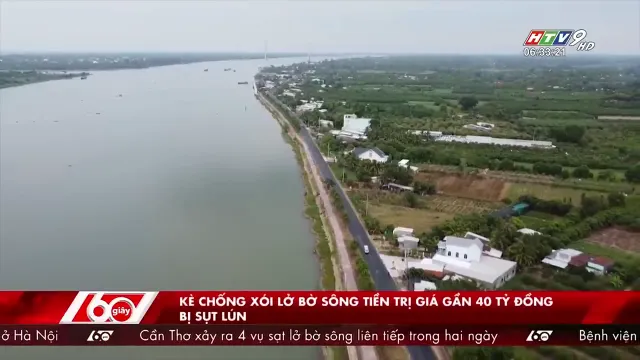 HTV9 HD
06:33:21
60 giây
KÈ CHỐNG XÓI LỞ BỜ SÔNG TIỀN TRỊ GIÁ GẦN 40 TỶ ĐỒNG
BỊ SỤT LÚN
ở Hà Nội 60 Cần Thơ xảy ra 4 vụ sạt lở bờ sông liên tiếp trong hai ngày 60 Bệnh viện